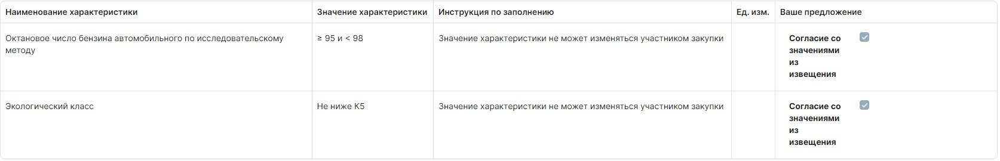 Наименование характеристики Значение характеристики Инструкция по заполнению Ед. изм. Ваше предложение
Октановое число бензина автомобильного по исследовательскому
методу
≥ 95 и < 98
Значение характеристики не может изменяться участником закупки
Согласие со
значениями
из
извещения
Экологический класс
Не ниже К5
Значение характеристики не может изменяться участником закупки
Согласие со
значениями
из
извещения